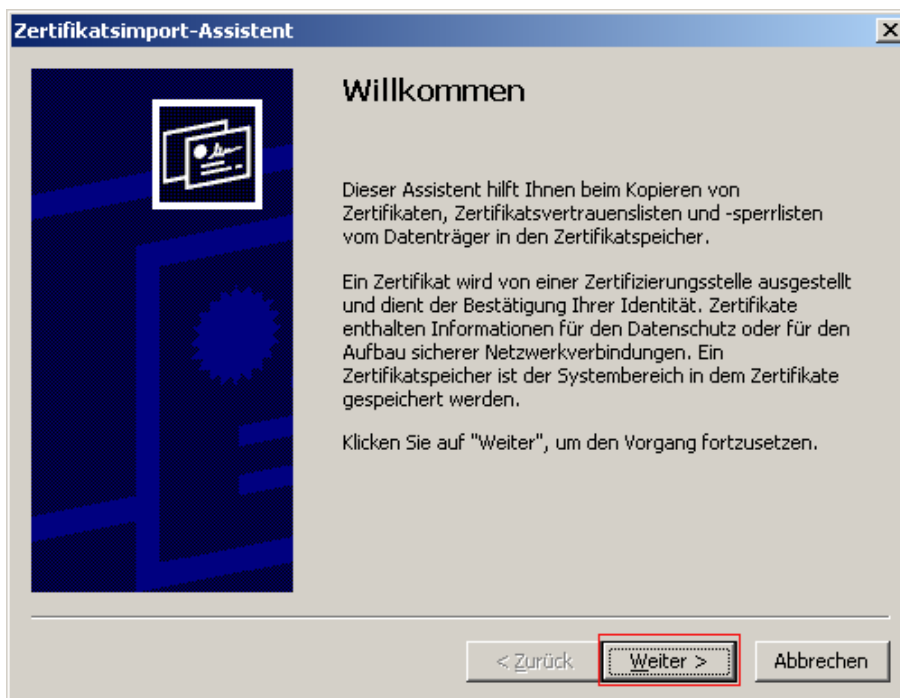 Zertifikatsimport-Assistent
Willkommen
Dieser Assistent hilft Ihnen beim Kopieren von
Zertifikaten, Zertifikatsvertrauenslisten und -sperrlisten
vom Datenträger in den Zertifikatspeicher.
Ein Zertifikat wird von einer Zertifizierungsstelle ausgestellt
und dient der Bestätigung Ihrer Identität. Zertifikate
enthalten Informationen für den Datenschutz oder für den
Aufbau sicherer Netzwerkverbindungen. Ein
Zertifikatspeicher ist der Systembereich in dem Zertifikate
gespeichert werden.
Klicken Sie auf "Weiter", um den Vorgang fortzusetzen.
< Zurück Weiter > Abbrechen